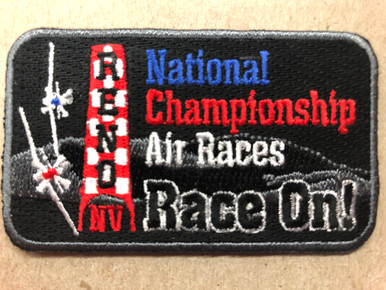 RENO
NV
National
Championship
Air Races
Race On!